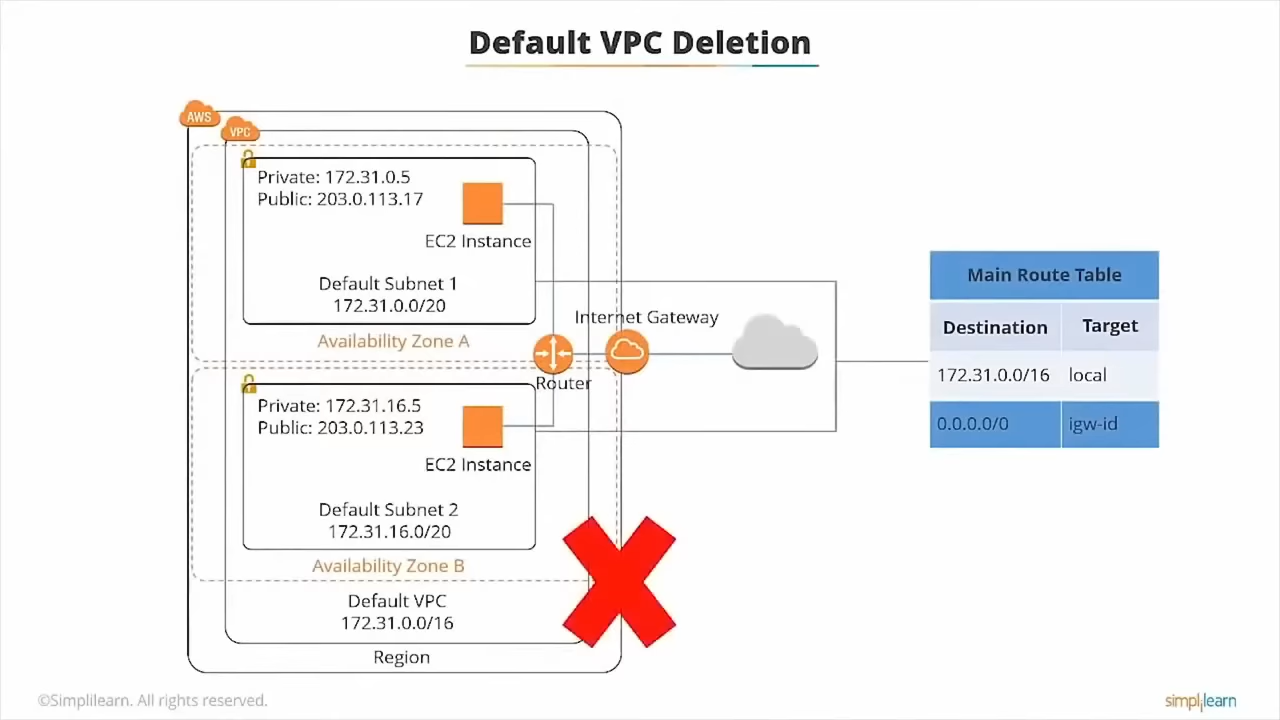 Default VPC Deletion
AWS
VPC
Private: 172.31.0.5
Public: 203.0.113.17
EC2 Instance
Default Subnet 1
172.31.0.0/20
Availability Zone A
Internet Gateway
Router
Private: 172.31.16.5
Public: 203.0.113.23
EC2 Instance
Default Subnet 2
172.31.16.0/20
Availability Zone B
Default VPC
172.31.0.0/16
Region
Main Route Table
Destination Target
172.31.0.0/16 local
0.0.0.0/0 igw-id
©Simplilearn. All rights reserved.
simplilearn